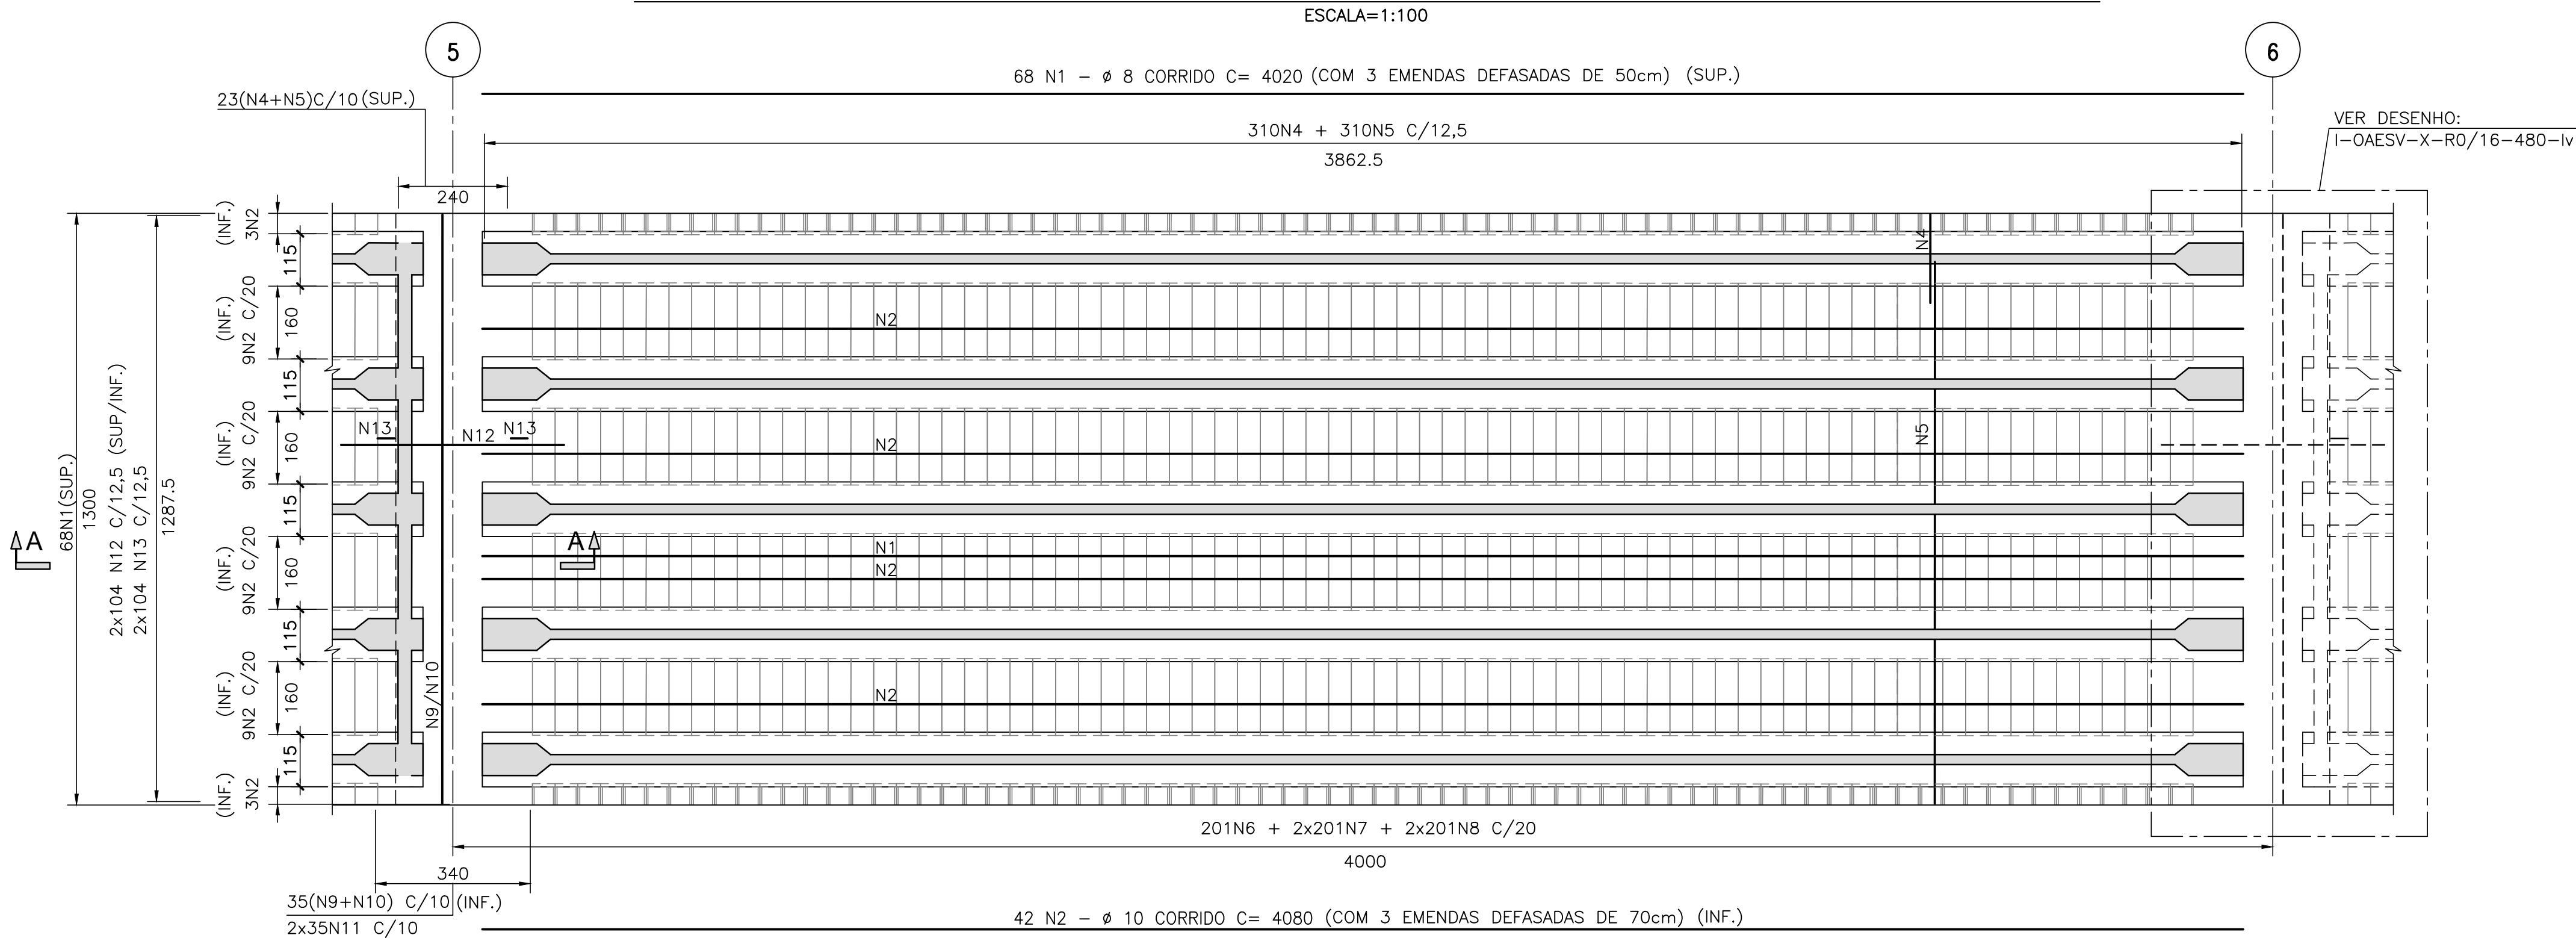 ESCALA=1:100
5
6
68 N1 - ø 8 CORRIDO C= 4020 (COM 3 EMENDAS DEFASADAS DE 50cm) (SUP.)
23(N4+N5)C/10(SUP.)
310N4 + 310N5 C/12,5
3862.5
VER DESENHO:
I-OAESV-X-R0/16-480-Iv
240
(INF.)
3N2
115
(INF.)
9N2 C/20
160
115
(INF.)
9N2 C/20
160
115
(INF.)
9N2 C/20
160
115
(INF.)
9N2 C/20
160
115
(INF.)
3N2
68N1(SUP.)
1300
2x104 N12 C/12,5 (SUP/INF.)
2x104 N13 C/12,5
1287.5
A
A
N4
N2
N13
N12
N13
N2
N5
N1
N2
N9/N10
N2
201N6 + 2x201N7 + 2x201N8 C/20
4000
340
35(N9+N10) C/10(INF.)
2x35N11 C/10
42 N2 - ø 10 CORRIDO C= 4080 (COM 3 EMENDAS DEFASADAS DE 70cm) (INF.)